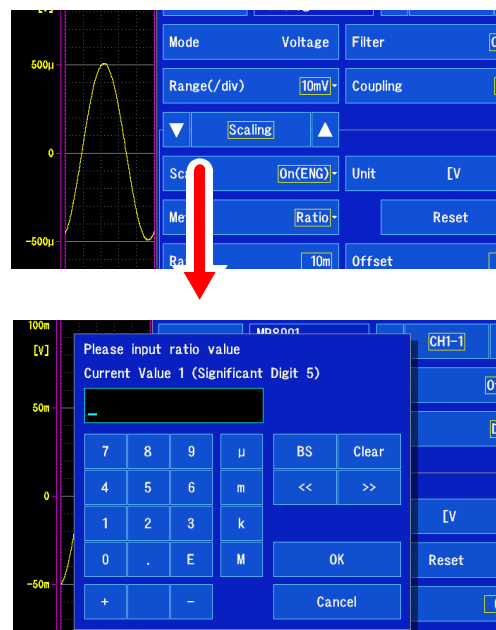 [V]
Mode Voltage Filter
500μ
Range(/div) 10mV Coupling
Scaling
0
On(ENG) Unit [V
Ratio Reset
-500μ
10m Offset
100m
MR8001
[V] CH1-1
Please input ratio value
Current Value 1 (Significant Digit 5)
50m
7 8 9 μ BS Clear
4 5 6 m << >>
0
1 2 3 k [V
0 . E M OK Reset
-50m
+ - Cancel